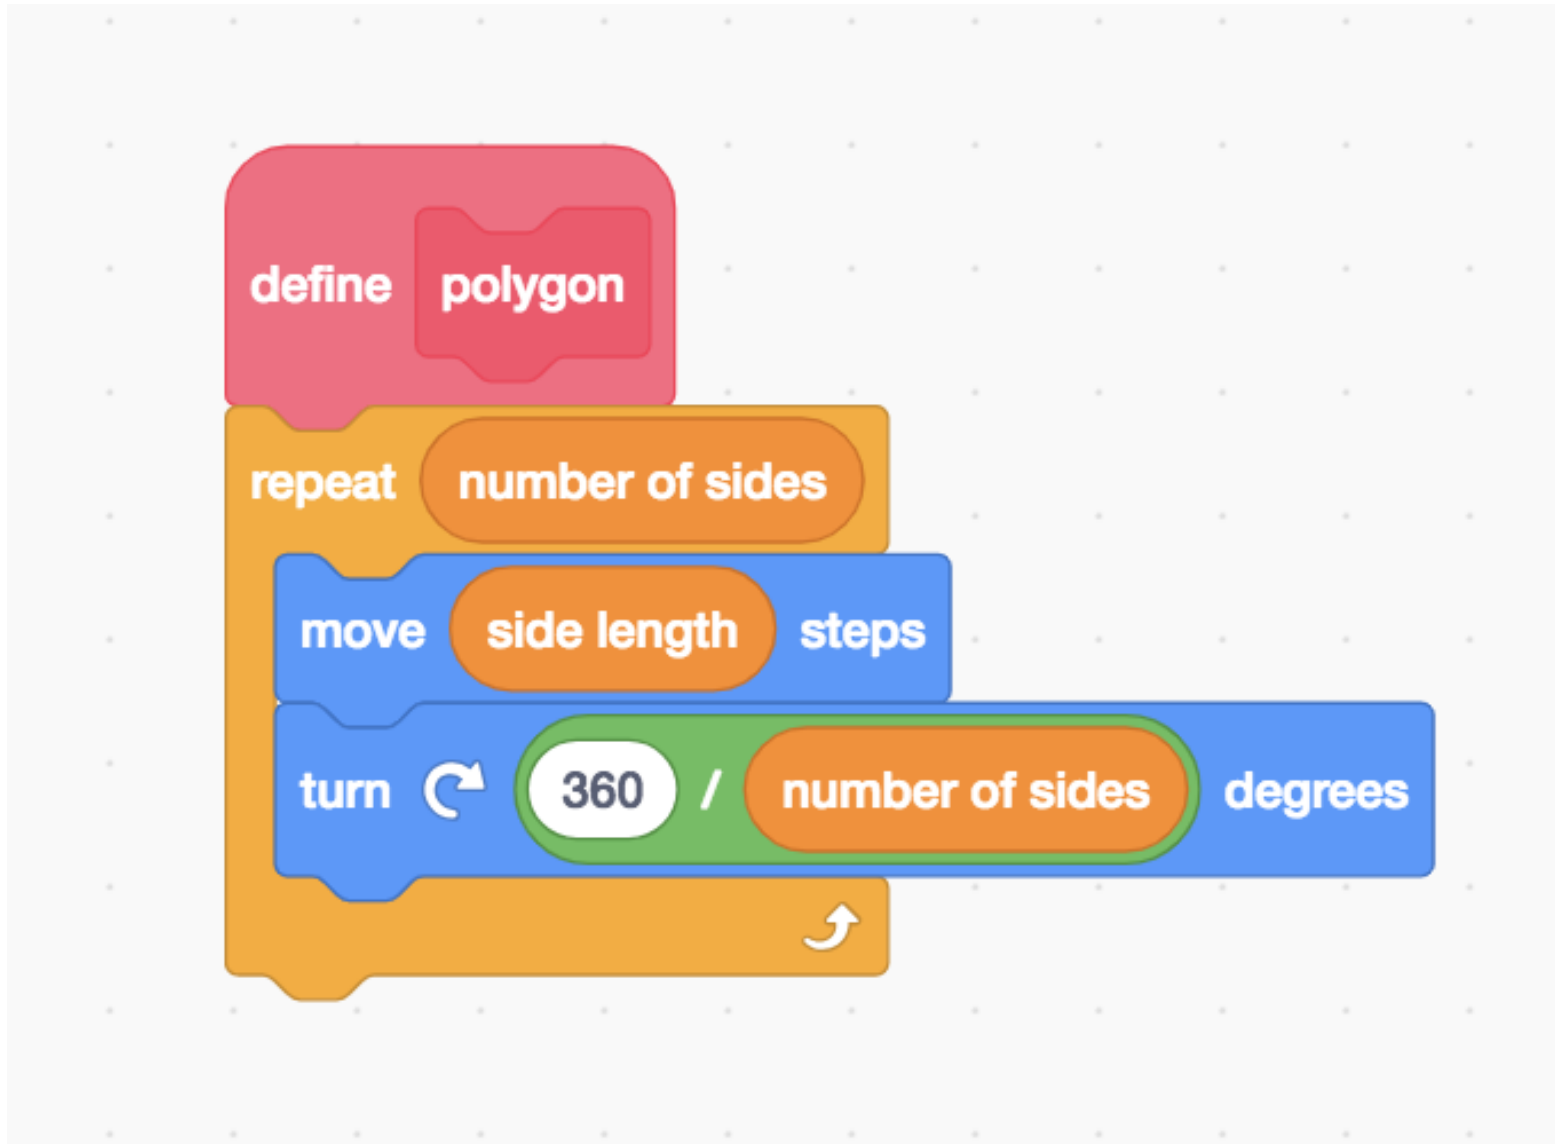 define polygon
repeat number of sides
move side length steps
turn 360 / number of sides degrees